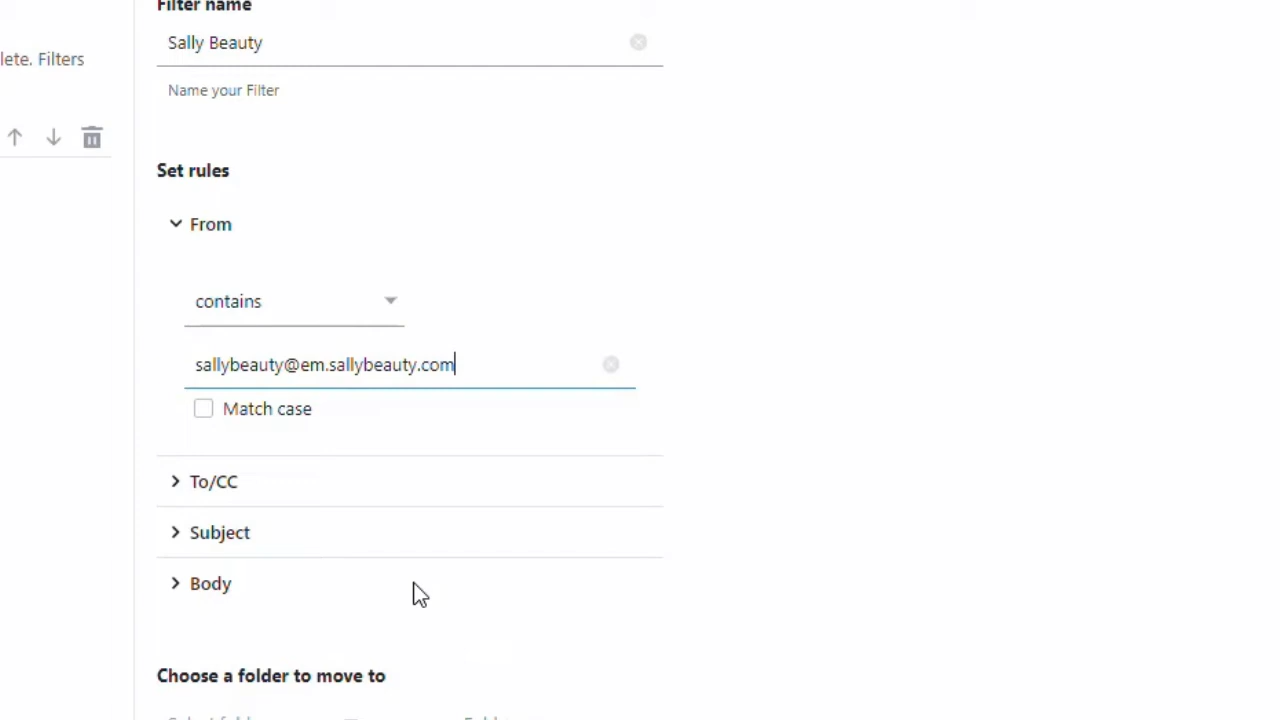 Filter name
Sally Beauty
lete. Filters
Name your Filter
Set rules
From
contains
sallybeauty@em.sallybeauty.com
Match case
To/CC
Subject
Body
Choose a folder to move to